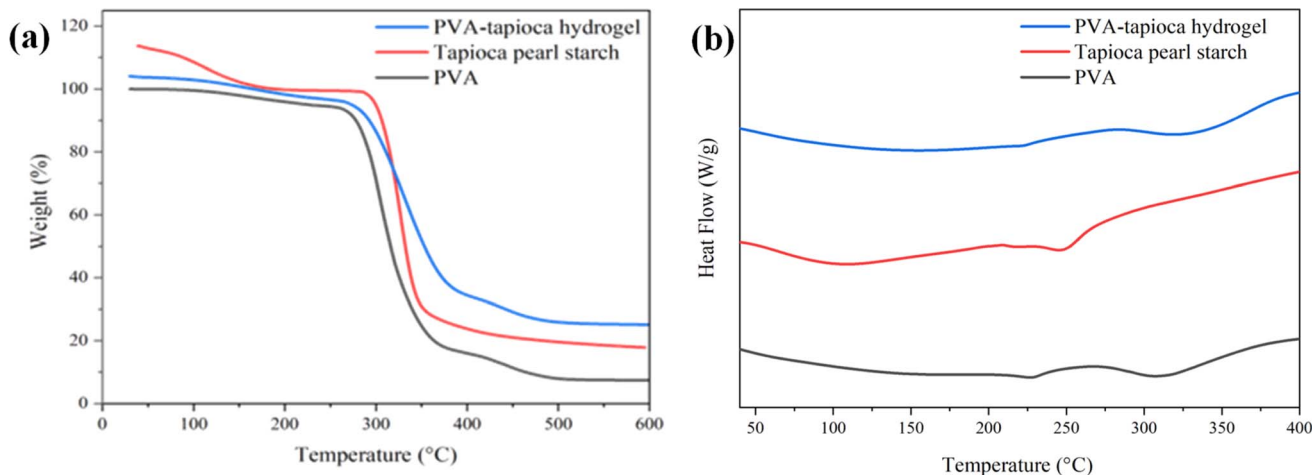 (a)
PVA-tapioca hydrogel
Tapioca pearl starch
PVA
Weight (%)
120
100
80
60
40
20
0
0 100 200 300 400 500 600
Temperature (°C)
(b)
PVA-tapioca hydrogel
Tapioca pearl starch
PVA
Heat Flow (W/g)
50 100 150 200 250 300 350 400
Temperature (°C)